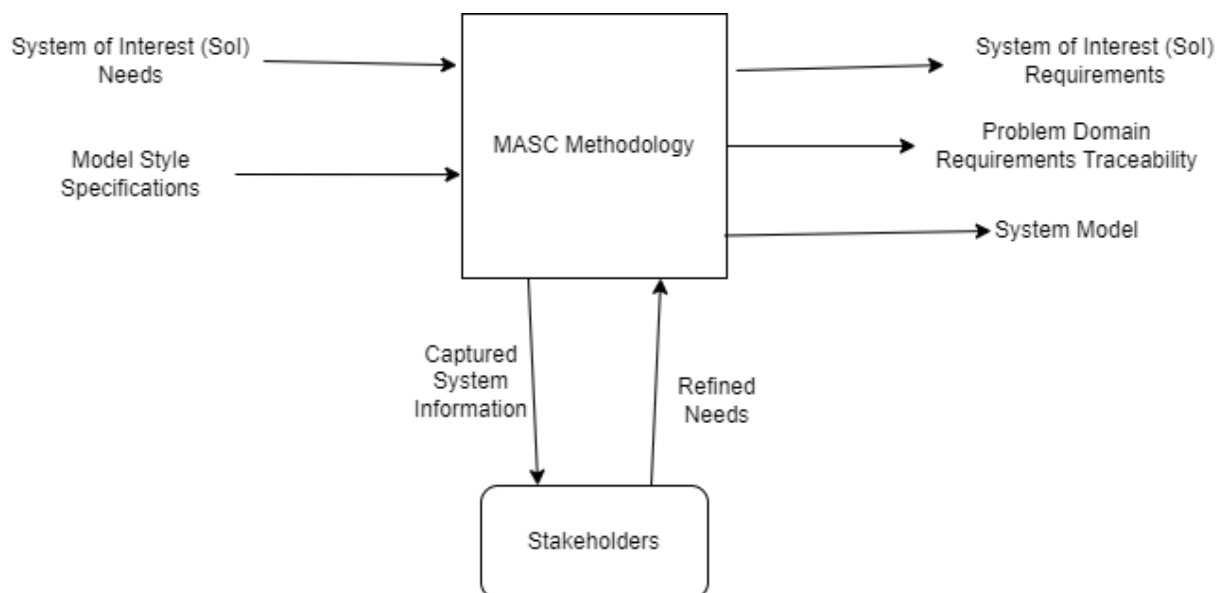 System of Interest (SoI)
Needs
Model Style
Specifications
MASC Methodology
System of Interest (SoI)
Requirements
Problem Domain
Requirements Traceability
System Model
Captured
System
Information
Refined
Needs
Stakeholders